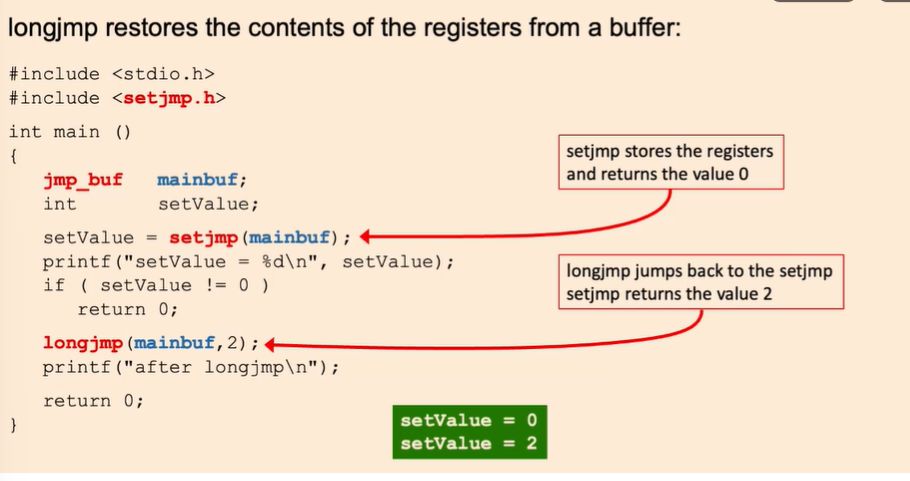 longjmp restores the contents of the registers from a buffer:
#include <stdio.h>
#include <setjmp.h>
int main ()
{
jmp_buf mainbuf;
int setValue;
setValue = setjmp(mainbuf);
printf("setValue = %d\n", setValue);
if ( setValue != 0 )
return 0;
longjmp(mainbuf,2);
printf("after longjmp\n");
return 0;
}
setjmp stores the registers
and returns the value 0
longjmp jumps back to the setjmp
setjmp returns the value 2
setValue = 0
setValue = 2